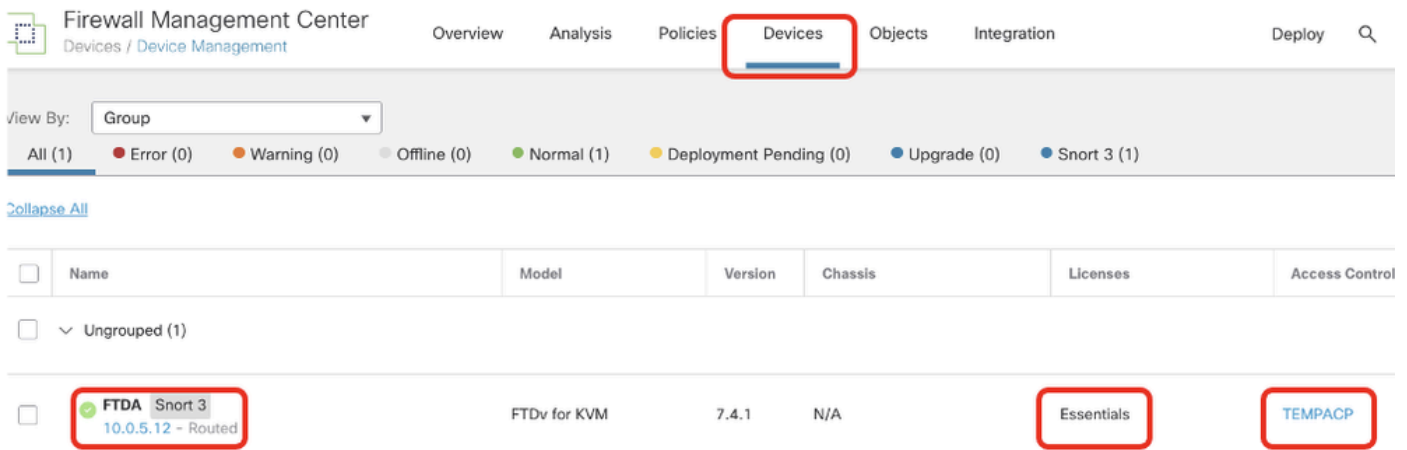 Firewall Management Center
Devices / Device Management
Overview Analysis Policies Devices Objects Integration Deploy
View By: Group
All (1) Error (0) Warning (0) Offline (0) Normal (1) Deployment Pending (0) Upgrade (0) Snort 3 (1)
Collapse All
Name Model Version Chassis Licenses Access Control
Ungrouped (1)
FTDA Snort 3
10.0.5.12 - Routed
FTDv for KVM 7.4.1 N/A Essentials TEMPACP